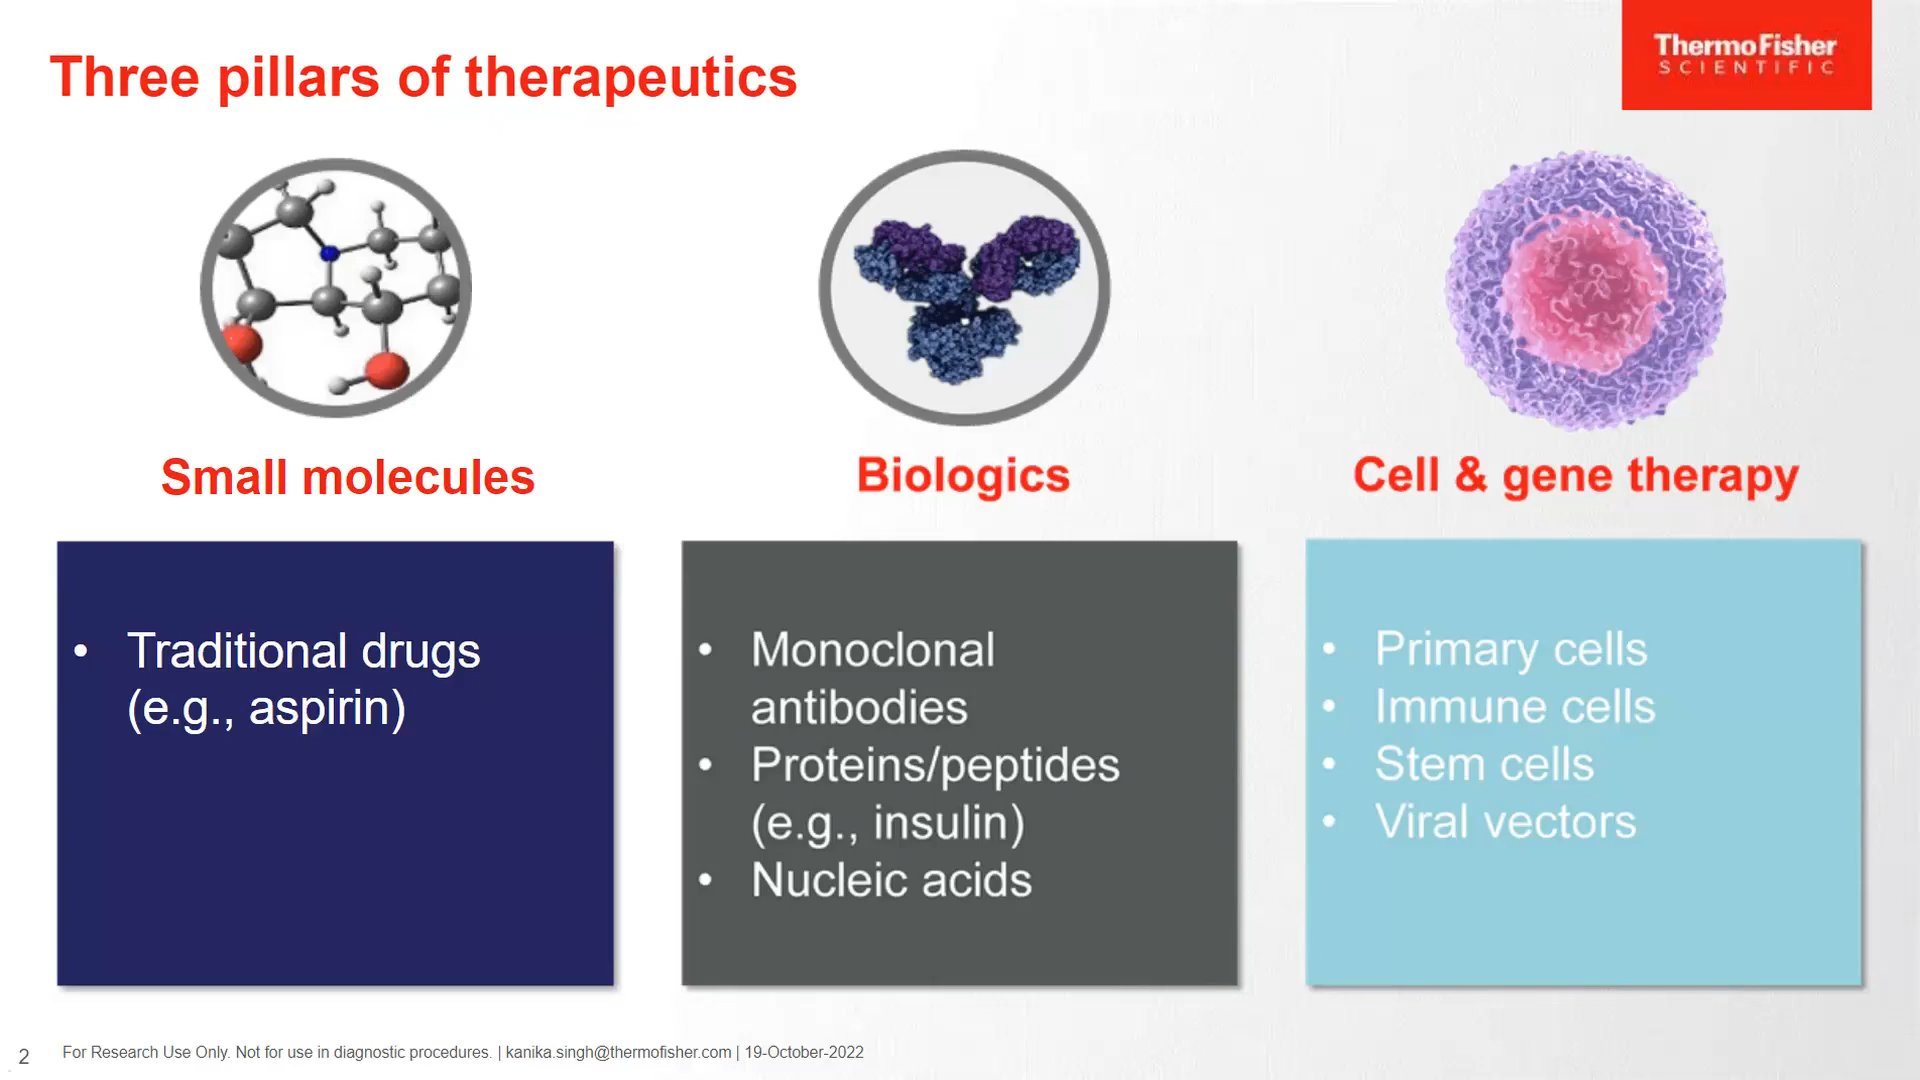 Three pillars of therapeutics
ThermoFisher
SCIENTIFIC
Small molecules
• Traditional drugs
(e.g., aspirin)
Biologics
• Monoclonal
antibodies
• Proteins/peptides
(e.g., insulin)
• Nucleic acids
Cell & gene therapy
• Primary cells
• Immune cells
• Stem cells
• Viral vectors
2
For Research Use Only. Not for use in diagnostic procedures. | kanika.singh@thermofisher.com | 19-October-2022